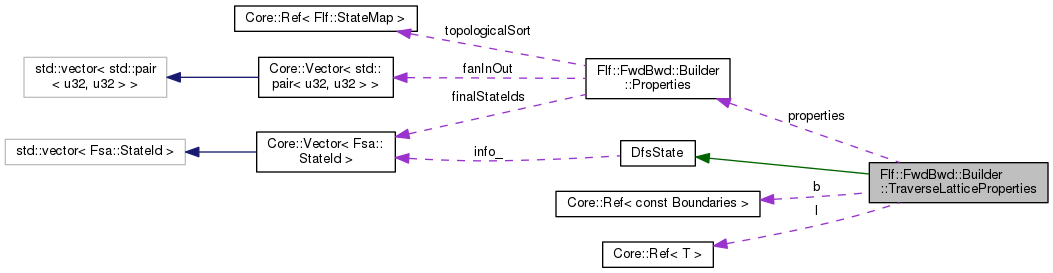 Core::Ref< Flf::StateMap >
topologicalSort
std::vector< std::pair
< u32, u32 > >
Core::Vector< std::
pair< u32, u32 > >
fanInOut
Flf::FwdBwd::Builder
::Properties
finalStateIds
properties
std::vector< Fsa::StateId >
Core::Vector< Fsa::
StateId >
info_
DfsState
Flf::FwdBwd::Builder
::TraverseLatticeProperties
b
Core::Ref< const Boundaries >
l
Core::Ref< T >